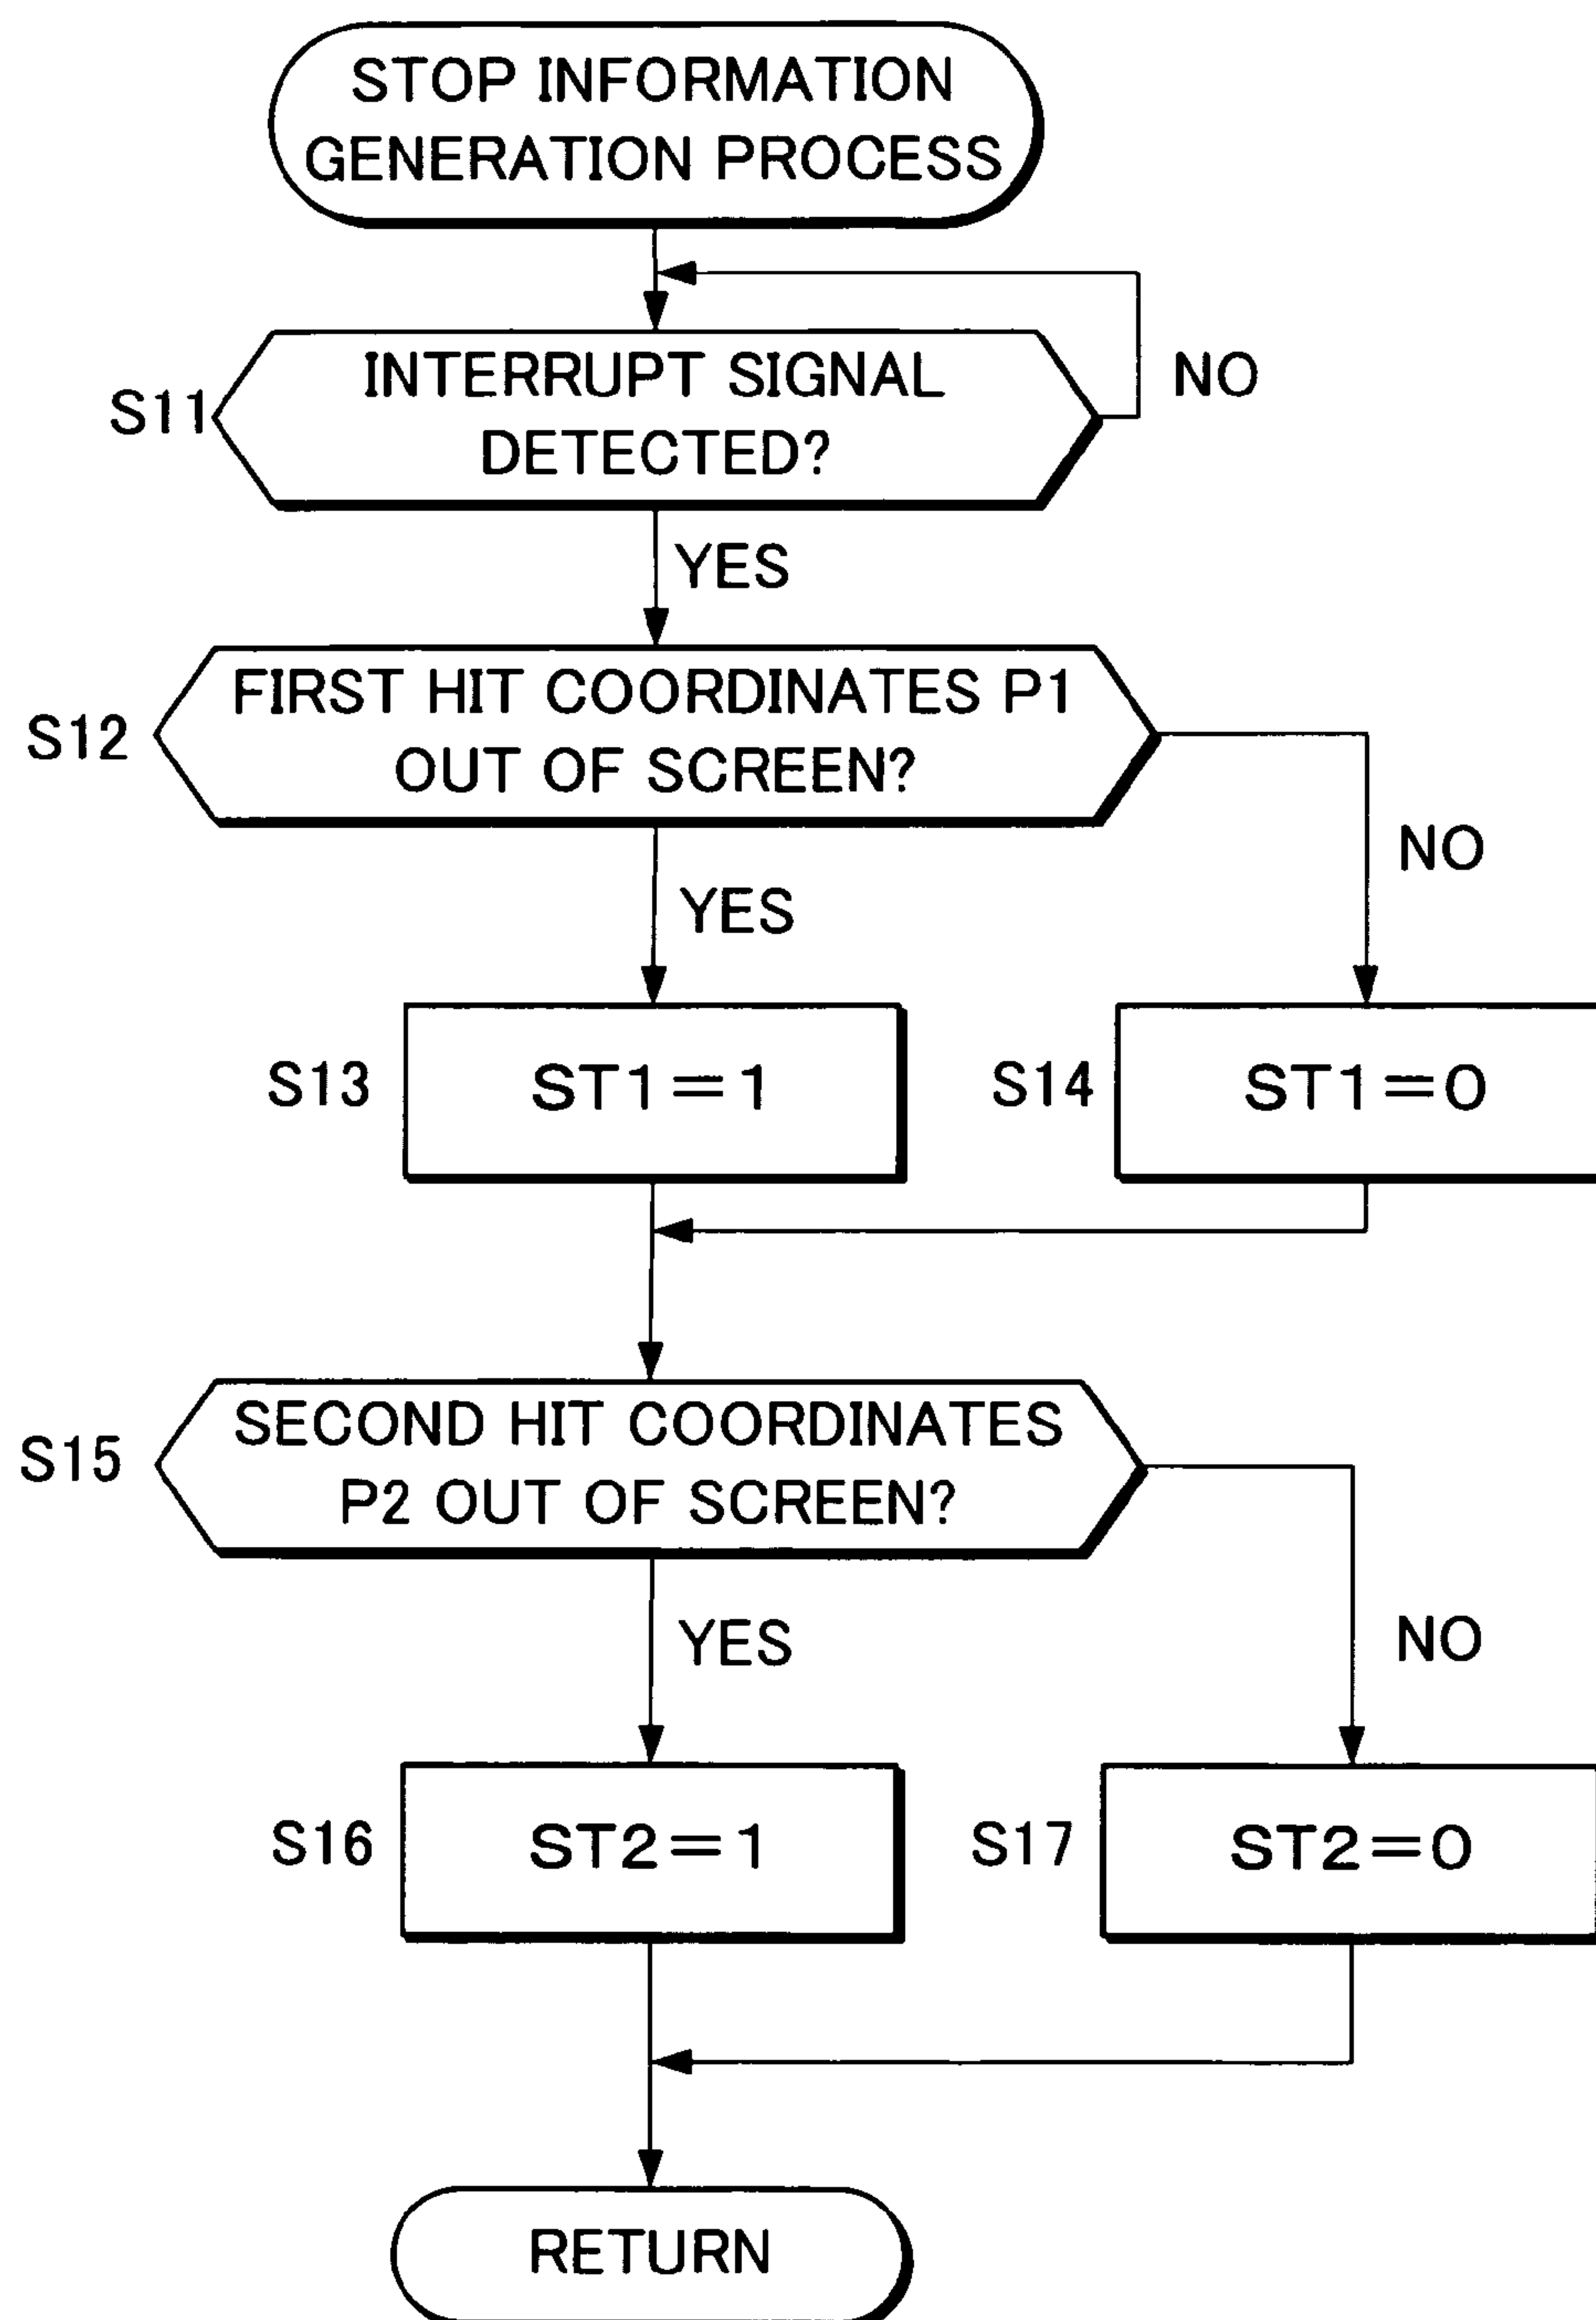 STOP INFORMATION
GENERATION PROCESS
S11
INTERRUPT SIGNAL
DETECTED?
NO
YES
S12
FIRST HIT COORDINATES P1
OUT OF SCREEN?
NO
YES
S13
ST1=1
S14
ST1=0
S15
SECOND HIT COORDINATES
P2 OUT OF SCREEN?
YES
NO
S16
ST2=1
S17
ST2=0
RETURN